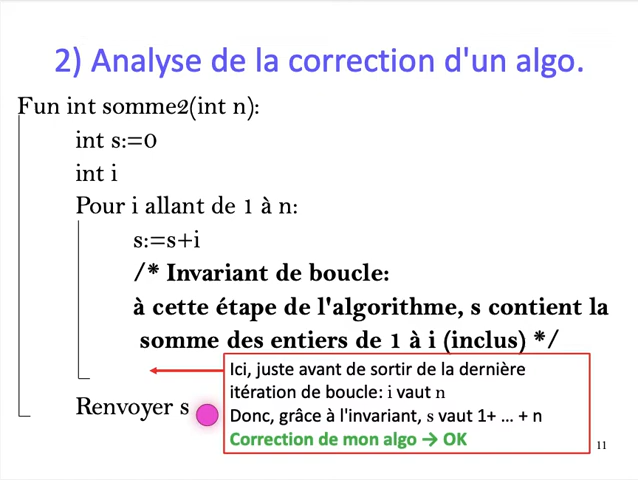 2) Analyse de la correction d'un algo.
Fun int somme2(int n):
int s:=0
int i
Pour i allant de 1 à n:
s:=s+i
/* Invariant de boucle:
à cette étape de l'algorithme, s contient la
somme des entiers de 1 à i (inclus) */
Ici, juste avant de sortir de la dernière
itération de boucle: i vaut n
Donc, grâce à l'invariant, s vaut 1+ ... + n
Correction de mon algo → OK
Renvoyer s
11